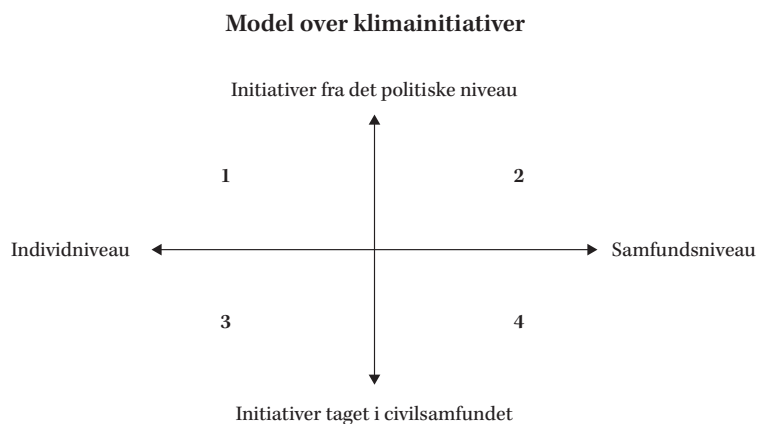 Model over klimainitiativer
Initiativer fra det politiske niveau
1
2
Individniveau
Samfundsniveau
3
4
Initiativer taget i civilsamfundet